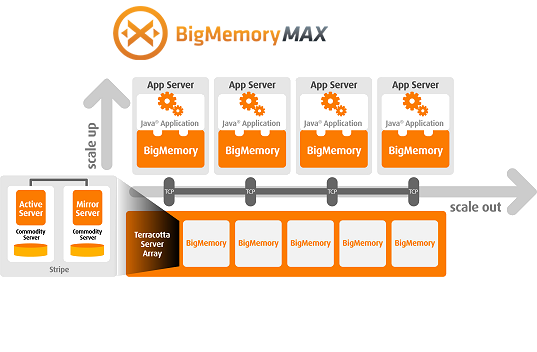 BigMemory MAX
App Server
App Server
App Server
App Server
Java® Application
Java® Application
Java® Application
Java® Application
BigMemory
BigMemory
BigMemory
BigMemory
scale up
TCP
TCP
TCP
TCP
scale out
Active
Server
Mirror
Server
Commodity
Server
Commodity
Server
Stripe
Terracotta
Server
Array
BigMemory
BigMemory
BigMemory
BigMemory
BigMemory